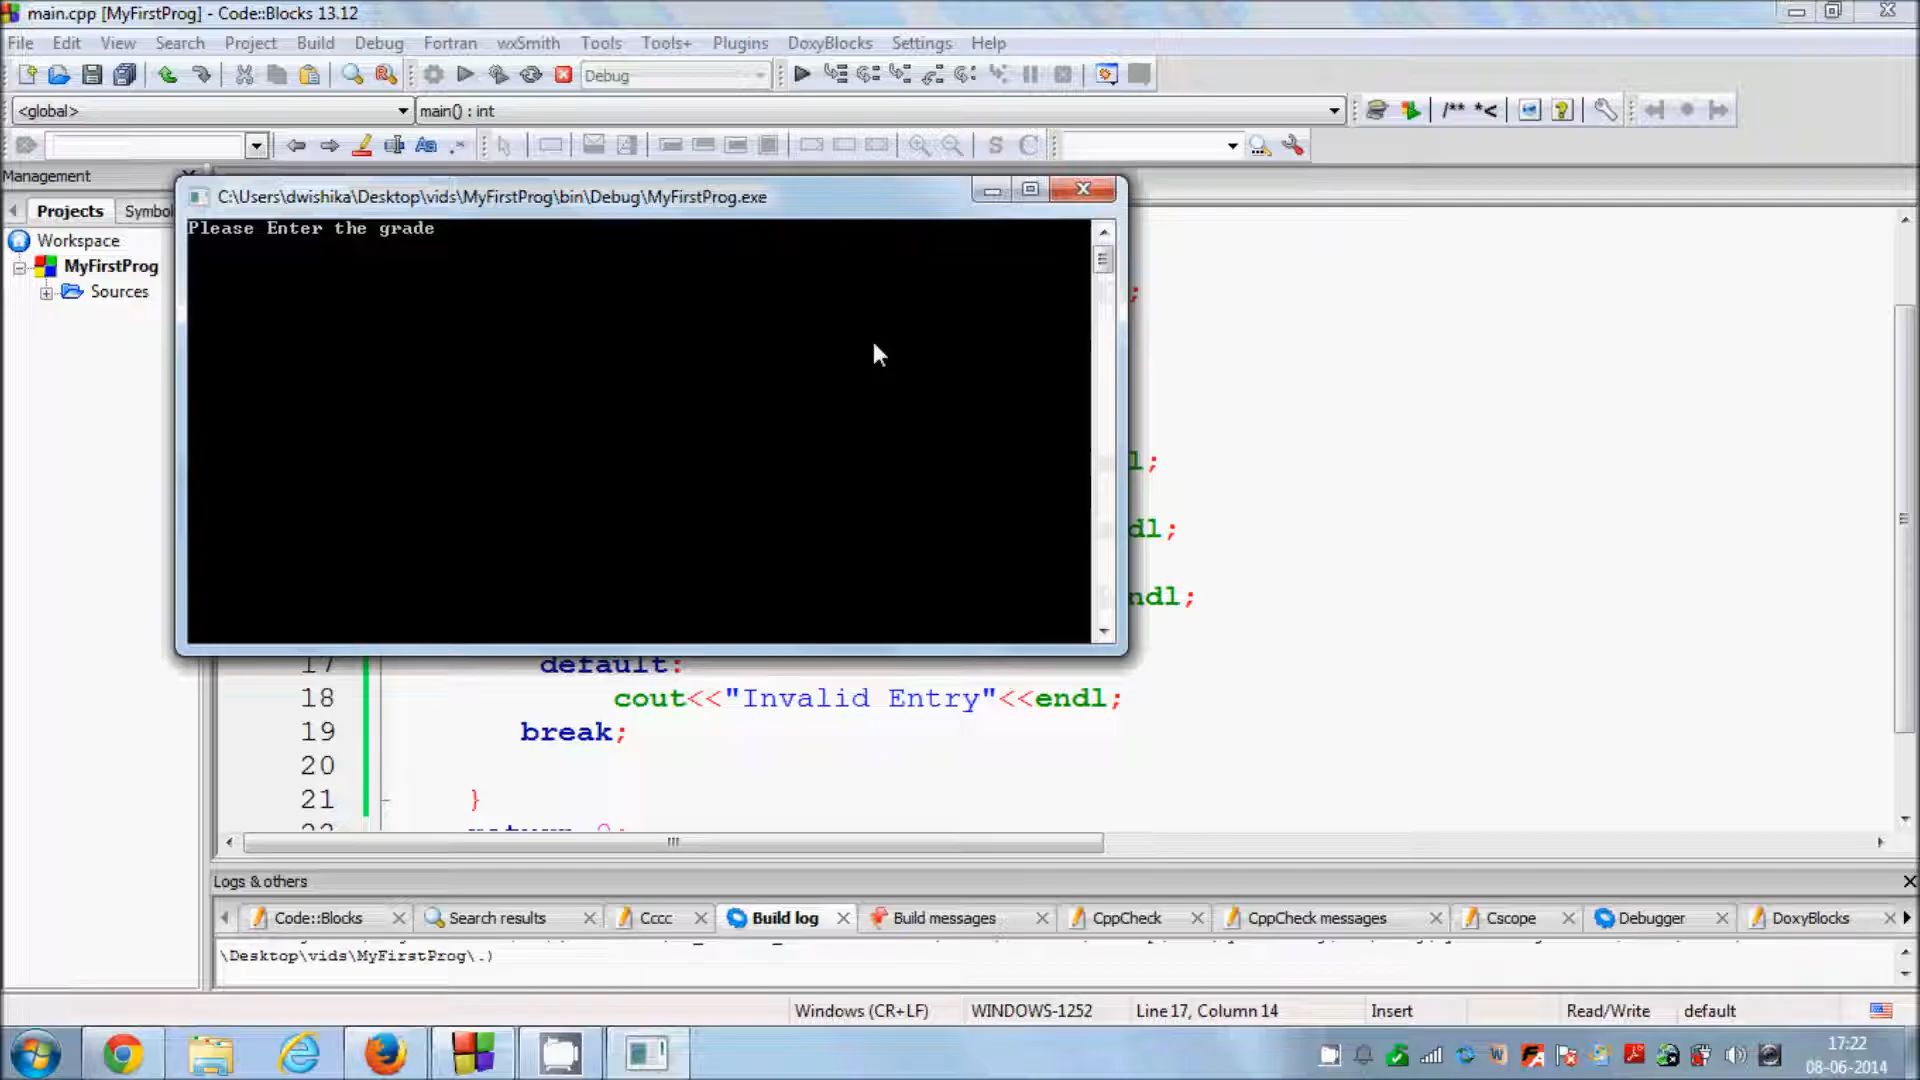 main.cpp [MyFirstProg] - Code::Blocks 13.12
File Edit View Search Project Build Debug Fortran wxSmith Tools Tools+ Plugins DoxyBlocks Settings Help
Debug
<global> main() : int
/** *<
S C
Management
Projects Symbol
Workspace
MyFirstProg
Sources
C:\Users\dwishika\Desktop\vids\MyFirstProg\bin\Debug\MyFirstProg.exe
Please Enter the grade
;
l;
dl;
ndl;
17 default:
18 cout<<"Invalid Entry"<<endl;
19 break;
20
21 }
Logs & others
Code::Blocks Search results Cccc Build log Build messages CppCheck CppCheck messages Cscope Debugger DoxyBlocks
\Desktop\vids\MyFirstProg\.)
Windows (CR+LF) WINDOWS-1252 Line 17, Column 14 Insert Read/Write default
17:22
08-06-2014